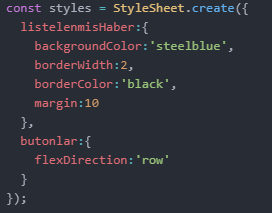 const styles = StyleSheet.create({
  listelenmisHaber:{
    backgroundColor:'steelblue',
    borderWidth:2,
    borderColor:'black',
    margin:10
  },
  butonlar:{
    flexDirection:'row'
  }
});